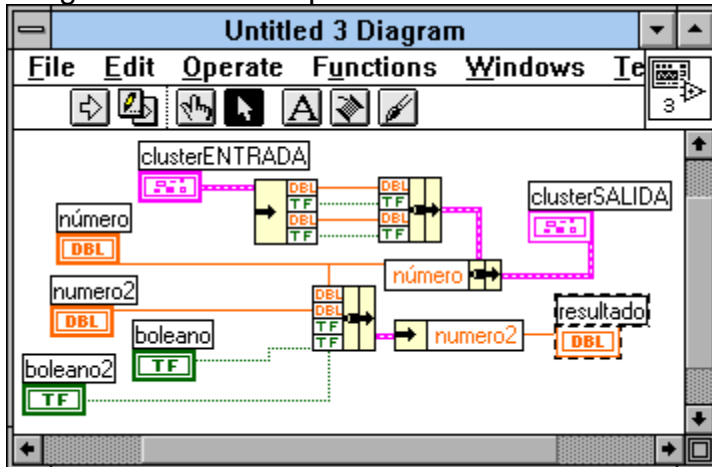 Untitled 3 Diagram
File Edit Operate Functions Windows Te
A
3
clusterENTRADA
DBL DBL
TF TF
DBL DBL
TF TF
clusterSALIDA
número
DBL
número
numero2
DBL
DBL
DBL
TF
TF
boleano
TF
numero2
resultado
DBL
boleano2
TF